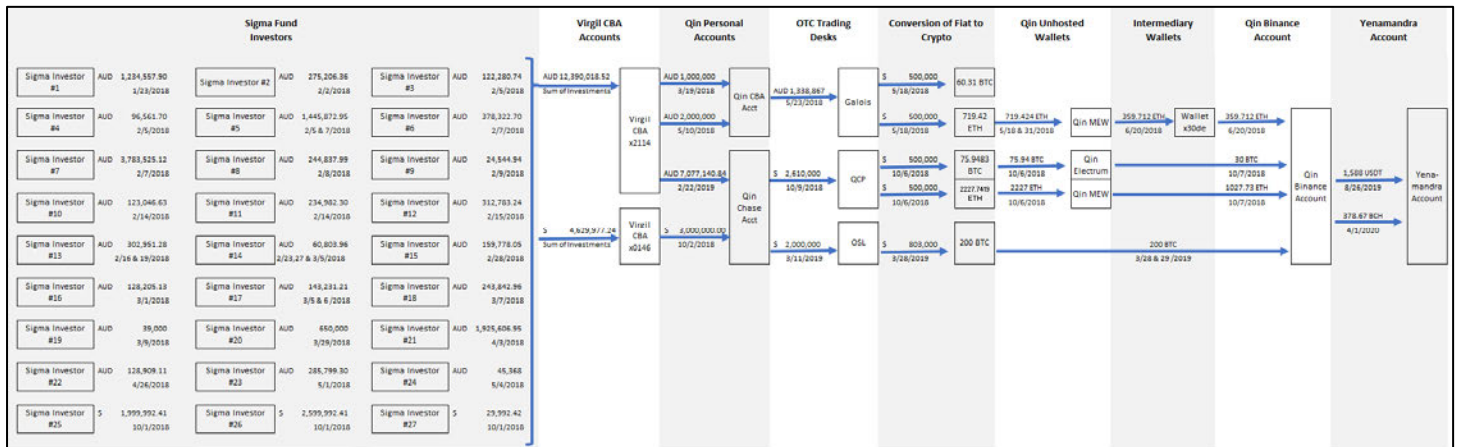 Sigma Fund
Investors
Virgil CBA
Accounts
Qin Personal
Accounts
OTC Trading
Desks
Conversion of Fiat to
Crypto
Qin Unhosted
Wallets
Intermediary
Wallets
Qin Binance
Account
Yenamandra
Account
Sigma Investor
#1
AUD 1,234,557.90
1/23/2018
Sigma Investor #2
AUD 275,206.36
2/2/2018
Sigma Investor
#3
AUD 122,280.74
2/5/2018
Sigma Investor
#4
AUD 96,561.70
2/5/2018
Sigma Investor
#5
AUD 1,445,872.95
2/5 & 7/2018
Sigma Investor
#6
AUD 378,322.70
2/7/2018
Sigma Investor
#7
AUD 3,783,525.12
2/7/2018
Sigma Investor
#8
AUD 244,837.99
2/8/2018
Sigma Investor
#9
AUD 24,544.94
2/9/2018
Sigma Investor
#10
AUD 123,046.63
2/14/2018
Sigma Investor
#11
AUD 234,982.30
2/14/2018
Sigma Investor
#12
AUD 312,783.24
2/15/2018
Sigma Investor
#13
AUD 302,951.28
2/16 & 19/2018
Sigma Investor
#14
AUD 60,803.96
2/23,27 & 3/5/2018
Sigma Investor
#15
AUD 159,778.05
2/28/2018
Sigma Investor
#16
AUD 128,205.13
3/1/2018
Sigma Investor
#17
AUD 143,231.21
3/5 & 6/2018
Sigma Investor
#18
AUD 243,842.96
3/7/2018
Sigma Investor
#19
AUD 39,000
3/9/2018
Sigma Investor
#20
AUD 650,000
3/29/2018
Sigma Investor
#21
AUD 1,925,606.95
4/3/2018
Sigma Investor
#22
AUD 128,909.11
4/26/2018
Sigma Investor
#23
AUD 285,799.30
5/1/2018
Sigma Investor
#24
AUD 45,368
5/4/2018
Sigma Investor
#25
$ 1,999,992.41
10/1/2018
Sigma Investor
#26
$ 2,599,992.41
10/1/2018
Sigma Investor
#27
$ 29,992.42
10/1/2018
AUD 12,390,018.52
Sum of Investments
$ 4,629,977.24
Sum of Investments
Virgil
CBA
x2114
Virgil
CBA
x0146
AUD 1,000,000
3/19/2018
AUD 2,000,000
5/10/2018
AUD 7,077,140.84
2/22/2019
$ 3,000,000.00
10/2/2018
Qin CBA
Acct
Qin
Chase
Acct
AUD 1,338,867
5/23/2018
$ 2,610,000
10/9/2018
$ 2,000,000
3/11/2019
Galois
QCP
OSL
$ 500,000
5/18/2018
$ 500,000
5/18/2018
$ 500,000
10/6/2018
$ 500,000
10/6/2018
$ 803,000
3/28/2019
60.31 BTC
719.42
ETH
75.9483
BTC
2227.7419
ETH
200 BTC
719.424 ETH
5/18 & 31/2018
75.94 BTC
10/6/2018
2227 ETH
10/6/2018
Qin MEW
Qin
Electrum
Qin MEW
359.712 ETH
6/20/2018
Wallet
x30de
359.712 ETH
6/20/2018
30 BTC
10/7/2018
1027.73 ETH
10/7/2018
200 BTC
3/28 & 29/2019
Qin
Binance
Account
1,588 USDT
8/26/2019
378.67 BCH
4/1/2020
Yena-
mandra
Account